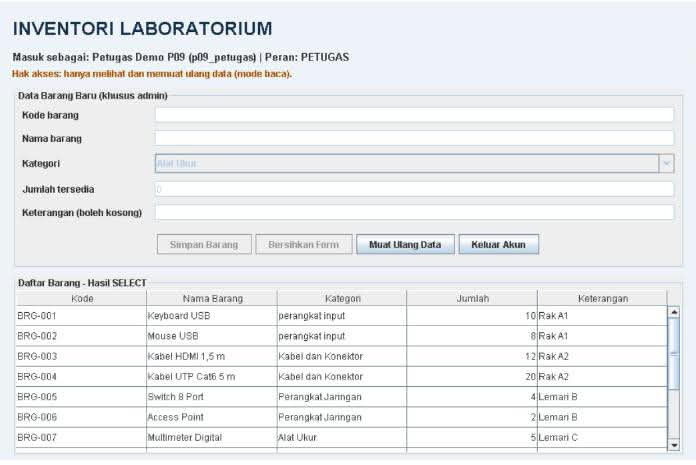 INVENTORI LABORATORIUM
Masuk sebagai: Petugas Demo P09 (p09_petugas) | Peran: PETUGAS
Hak akses: hanya melihat dan memuat ulang data (mode baca).
Data Barang Baru (khusus admin)
Kode barang
Nama barang
Kategori Alat Ukur
Jumlah tersedia 0
Keterangan (boleh kosong)
Simpan Barang Bersihkan Form Muat Ulang Data Keluar Akun
Daftar Barang - Hasil SELECT
Kode Nama Barang Kategori Jumlah Keterangan
BRG-001 Keyboard USB perangkat input 10 Rak A1
BRG-002 Mouse USB perangkat input 8 Rak A1
BRG-003 Kabel HDMI 1,5 m Kabel dan Konektor 12 Rak A2
BRG-004 Kabel UTP Cat6 5 m Kabel dan Konektor 20 Rak A2
BRG-005 Switch 8 Port Perangkat Jaringan 4 Lemari B
BRG-006 Access Point Perangkat Jaringan 2 Lemari B
BRG-007 Multimeter Digital Alat Ukur 5 Lemari C